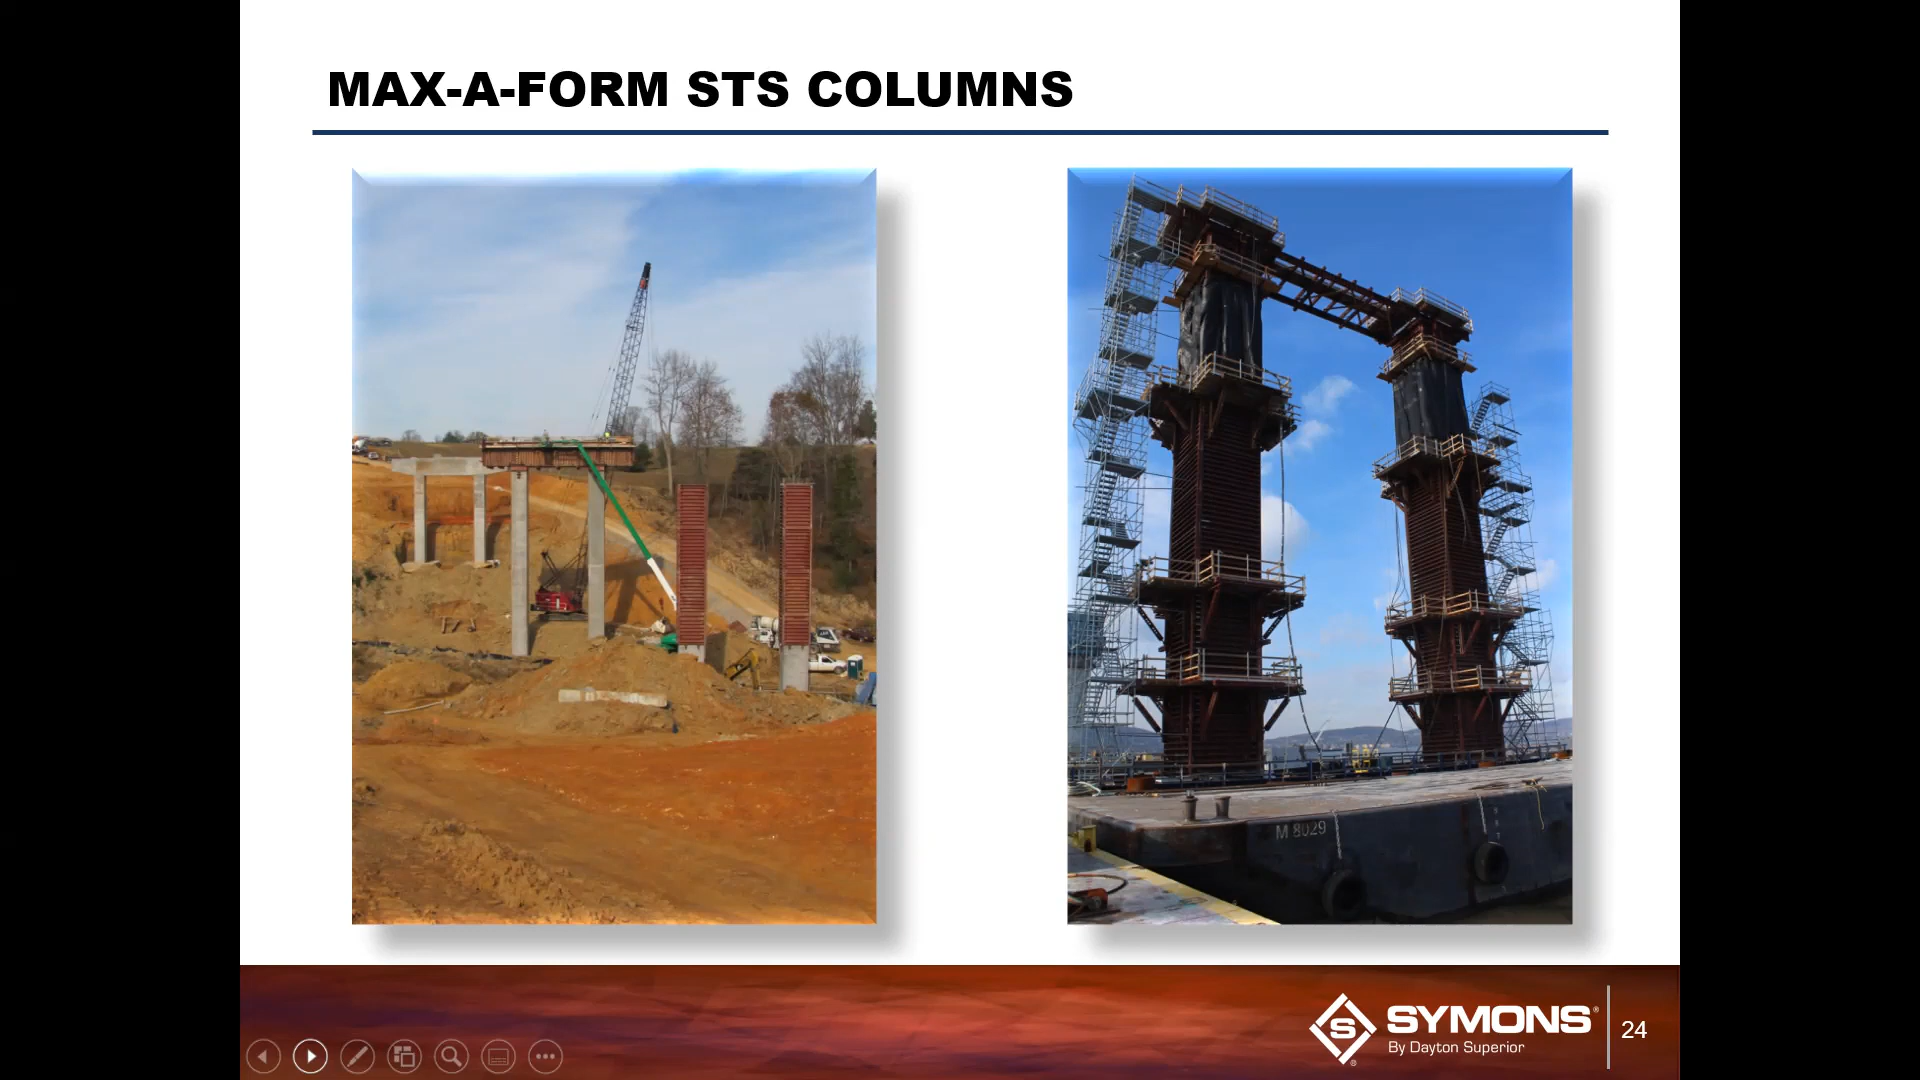 MAX-A-FORM STS COLUMNS
M 8029
S SYMONS®
By Dayton Superior
24